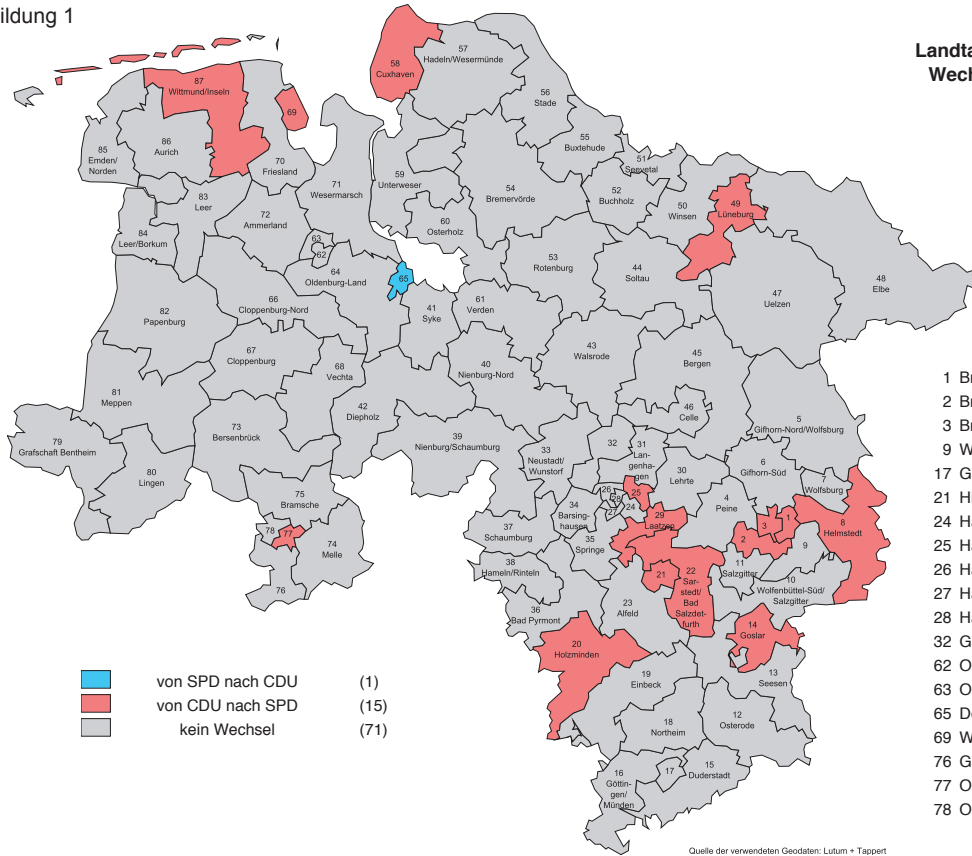 ildung 1
Landta
Wech
87
Wittmund/Inseln
69
58
Cuxhaven
57
Hadeln/Wesermünde
56
Stade
55
Buxtehude
51
Seevetal
85
Emden/
Norden
86
Aurich
70
Friesland
71
Wesermarsch
59
Unterweser
54
Bremervörde
52
Buchholz
50
Winsen
49
Lüneburg
83
Leer
84
Leer/Borkum
72
Ammerland
60
Osterholz
63
62
64
Oldenburg-Land
65
53
Rotenburg
44
Soltau
48
Elbe
47
Uelzen
82
Papenburg
66
Cloppenburg-Nord
41
Syke
61
Verden
67
Cloppenburg
68
Vechta
40
Nienburg-Nord
43
Walsrode
45
Bergen
81
Meppen
42
Diepholz
46
Celle
5
Gifhorn-Nord/Wolfsburg
79
Grafschaft Bentheim
73
Bersenbrück
39
Nienburg/Schaumburg
33
Neustadt/
Wunstorf
32
31
Lan-
genha-
gen
30
Lehrte
6
Gifhorn-Süd
7
Wolfsburg
80
Lingen
75
Bramsche
26
28
25
27
24
34
Barsing-
hausen
4
Peine
29
Laatzen
3
1
2
8
Helmstedt
78
77
74
Melle
37
Schaumburg
35
Springe
9
11
Salzgitter
38
Hameln/Rinteln
21
22
Sar-
stedt/
Bad
Salzdet-
furth
10
Wolfenbüttel-Süd/
Salzgitter
76
36
Bad Pyrmont
23
Alfeld
14
Goslar
20
Holzminden
19
Einbeck
13
Seesen
18
Northeim
12
Osterode
16
Göttin-
gen/
Münden
17
15
Duderstadt
von SPD nach CDU (1)
von CDU nach SPD (15)
kein Wechsel (71)
1 Br
2 Br
3 Br
9 W
17 G
21 Hi
24 Ha
25 Ha
26 Ha
27 Ha
28 Ha
32 G
62 O
63 O
65 De
69 W
76 G
77 O
78 O
Quelle der verwendeten Geodaten: Lutum + Tappert